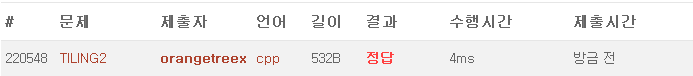 # 문제 제출자 언어 길이 결과 수행시간 제출시간
220548 TILING2 orangetreex cpp 532B 정답 4ms 방금 전